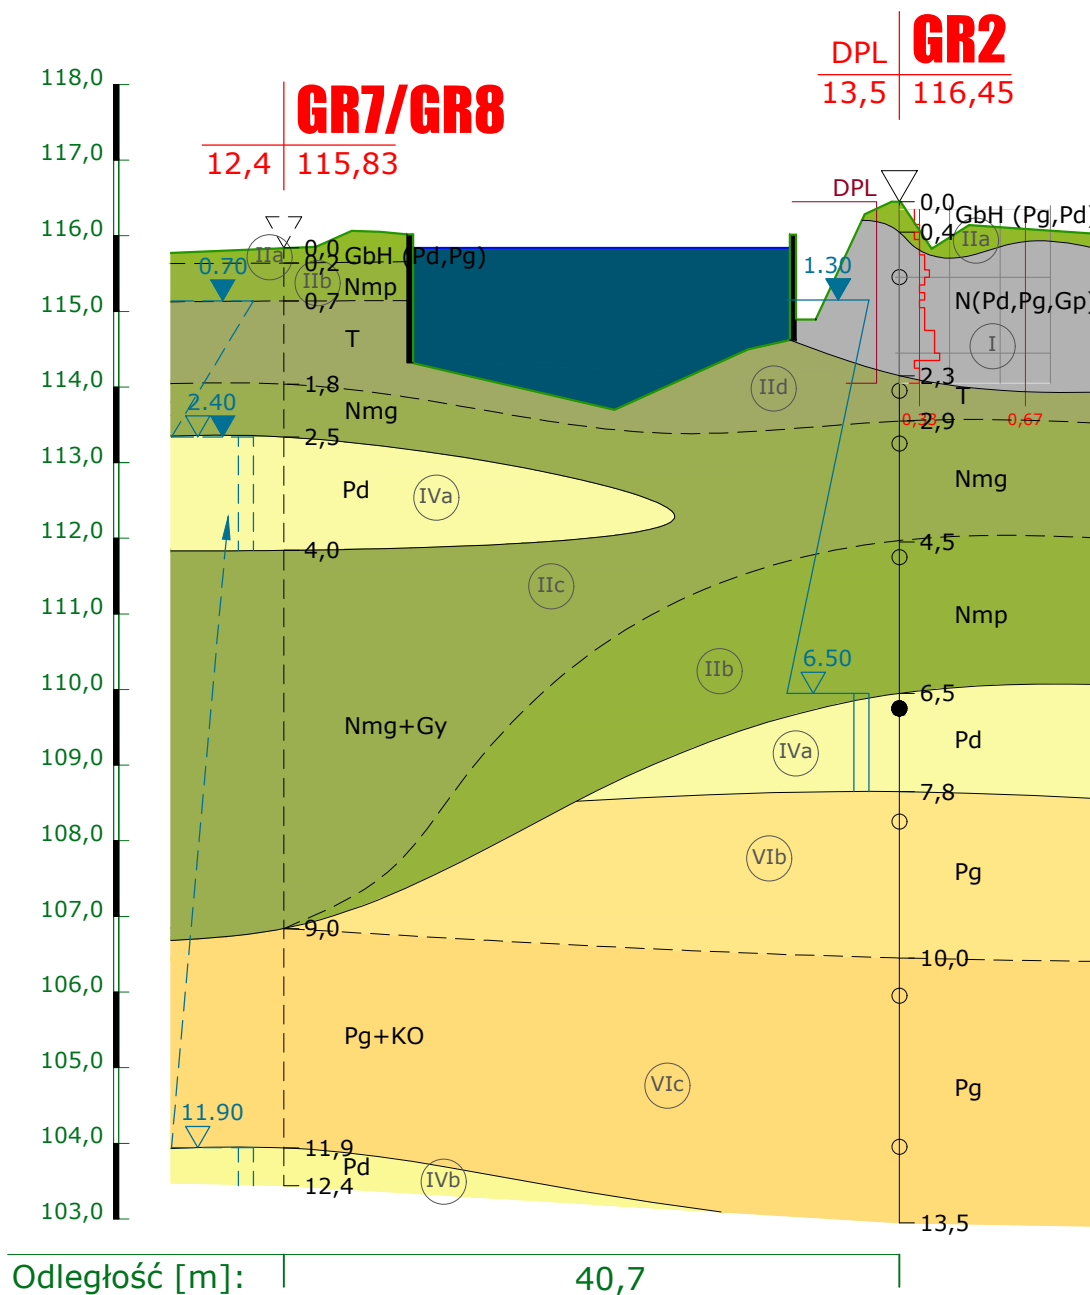 DPL GR2
13,5 116,45
GR7/GR8
12,4 115,83
118,0
117,0
116,0
115,0
114,0
113,0
112,0
111,0
110,0
109,0
108,0
107,0
106,0
105,0
104,0
103,0
0,0
IIa
0,2 GbH (Pd,Pg)
0.70
IIb
Nmp
0,7
T
1,8
2.40
Nmg
2,5
Pd
IVa
4,0
IIc
Nmg+Gy
9,0
Pg+KO
VIc
11.90
11,9
Pd
IVb
12,4
DPL
0,0
GbH (Pg,Pd)
0,4
IIa
1.30
N(Pd,Pg,Gp)
I
2,3
T
IId
0,33
0,67
2,9
Nmg
4,5
Nmp
IIb
6.50
6,5
Pd
IVa
7,8
VIb
Pg
10,0
Pg
13,5
Odległość [m]: 40,7